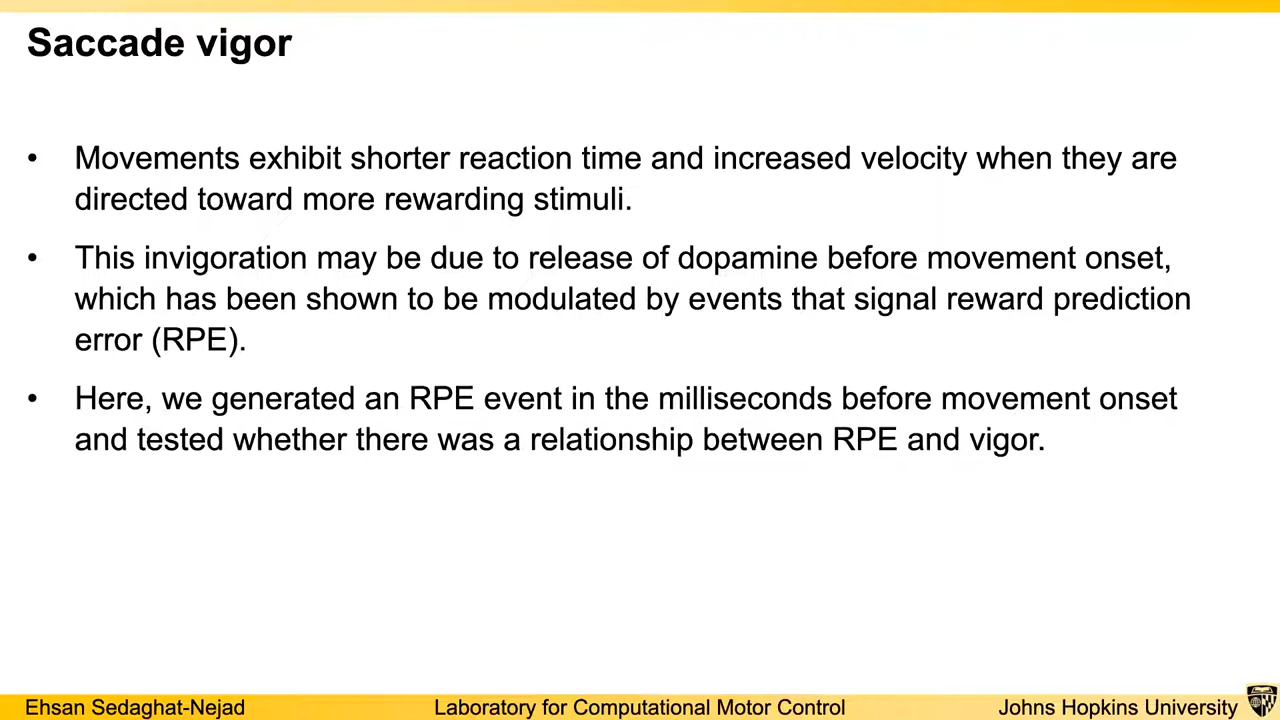 Saccade vigor
• Movements exhibit shorter reaction time and increased velocity when they are
directed toward more rewarding stimuli.
• This invigoration may be due to release of dopamine before movement onset,
which has been shown to be modulated by events that signal reward prediction
error (RPE).
• Here, we generated an RPE event in the milliseconds before movement onset
and tested whether there was a relationship between RPE and vigor.
Ehsan Sedaghat-Nejad Laboratory for Computational Motor Control Johns Hopkins University